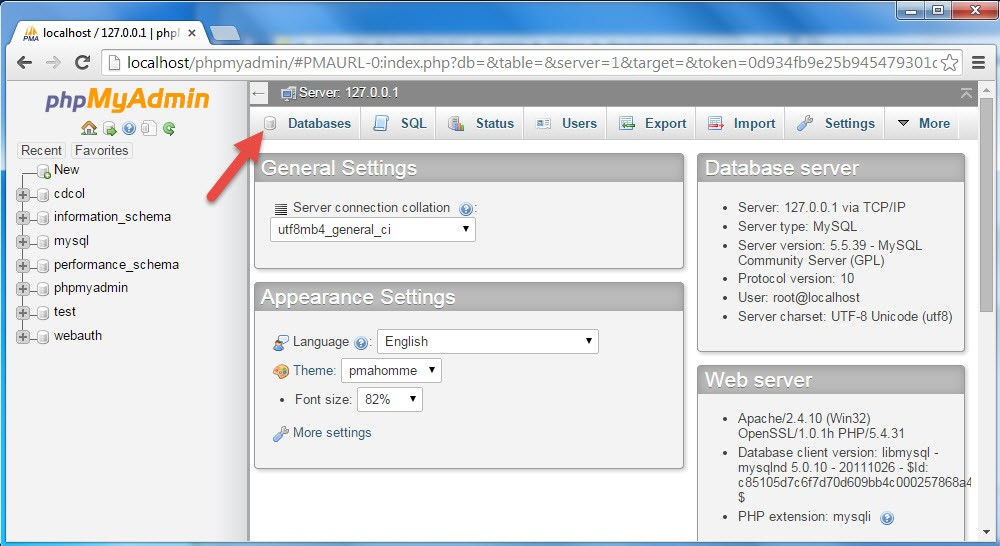 localhost / 127.0.0.1 | phpl
localhost/phpmyadmin/#PMAURL-0:index.php?db=&table=&server=1&target=&token=0d934fb9e25b945479301c
phpMyAdmin
Recent Favorites
New
cdcol
information_schema
mysql
performance_schema
phpmyadmin
test
webauth
Server: 127.0.0.1
Databases SQL Status Users Export Import Settings More
General Settings
Server connection collation :
utf8mb4_general_ci
Appearance Settings
Language : English
Theme: pmahomme
• Font size: 82%
More settings
Database server
• Server: 127.0.0.1 via TCP/IP
• Server type: MySQL
• Server version: 5.5.39 - MySQL
Community Server (GPL)
• Protocol version: 10
• User: root@localhost
• Server charset: UTF-8 Unicode (utf8)
Web server
• Apache/2.4.10 (Win32)
OpenSSL/1.0.1h PHP/5.4.31
• Database client version: libmysql -
mysqlnd 5.0.10 - 20111026 - $Id:
c85105d7c6f7d70d609bb4c000257868a4
$
• PHP extension: mysqli